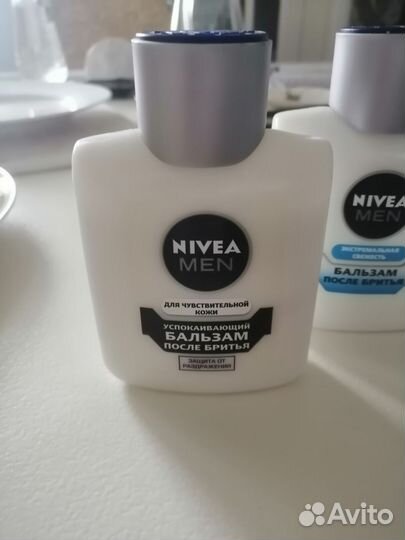 NIVEA
MEN
ДЛЯ ЧУВСТВИТЕЛЬНОЙ
КОЖИ
УСПОКАИВАЮЩИЙ
БАЛЬЗАМ
ПОСЛЕ БРИТЬЯ
ЗАЩИТА ОТ
РАЗДРАЖЕНИЯ
NIVEA
MEN
ЭКСТРЕМАЛЬНАЯ
СВЕЖЕСТЬ
БАЛЬЗАМ
ПОСЛЕ БРИТЬЯ
Avito